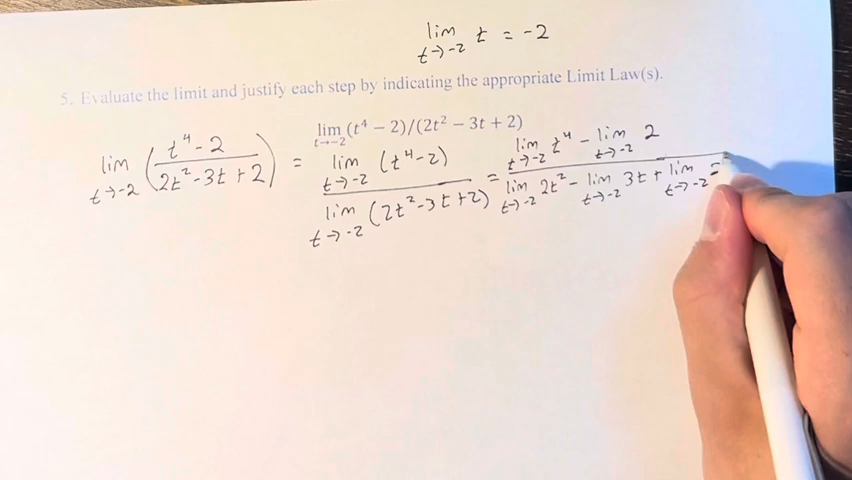 lim t = -2
t→-2
5. Evaluate the limit and justify each step by indicating the appropriate Limit Law(s).
lim (t⁴ − 2)/(2t² − 3t + 2)
t→−2
lim (t⁴-2 / 2t²-3t+2) = lim (t⁴-2) / lim (2t²-3t+2) = lim t⁴ - lim 2 / lim 2t² - lim 3t + lim
t→-2 t→-2 t→-2 t→-2 t→-2 t→-2 t→-2 t→-2